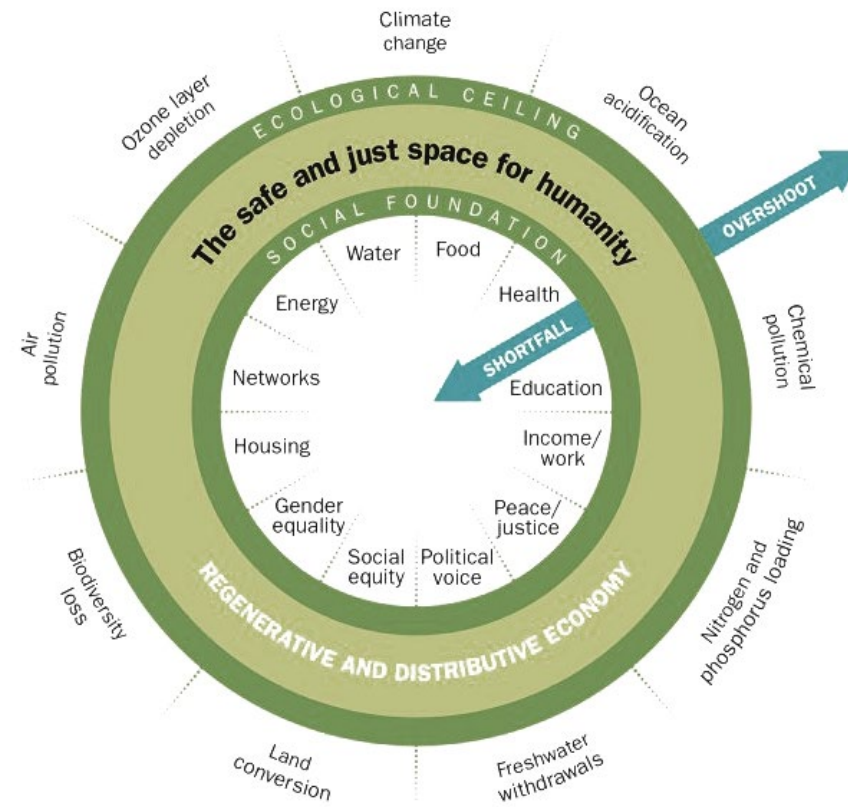 Climate
change
Ozone layer
depletion
Ocean
acidification
ECOLOGICAL CEILING
The safe and just space for humanity
SOCIAL FOUNDATION
OVERSHOOT
Water
Food
Energy
Health
SHORTFALL
Air
pollution
Chemical
pollution
Networks
Education
Housing
Income/
work
Gender
equality
Peace/
justice
Social
equity
Political
voice
REGENERATIVE AND DISTRIBUTIVE ECONOMY
Biodiversity
loss
Nitrogen and
phosphorus loading
Land
conversion
Freshwater
withdrawals